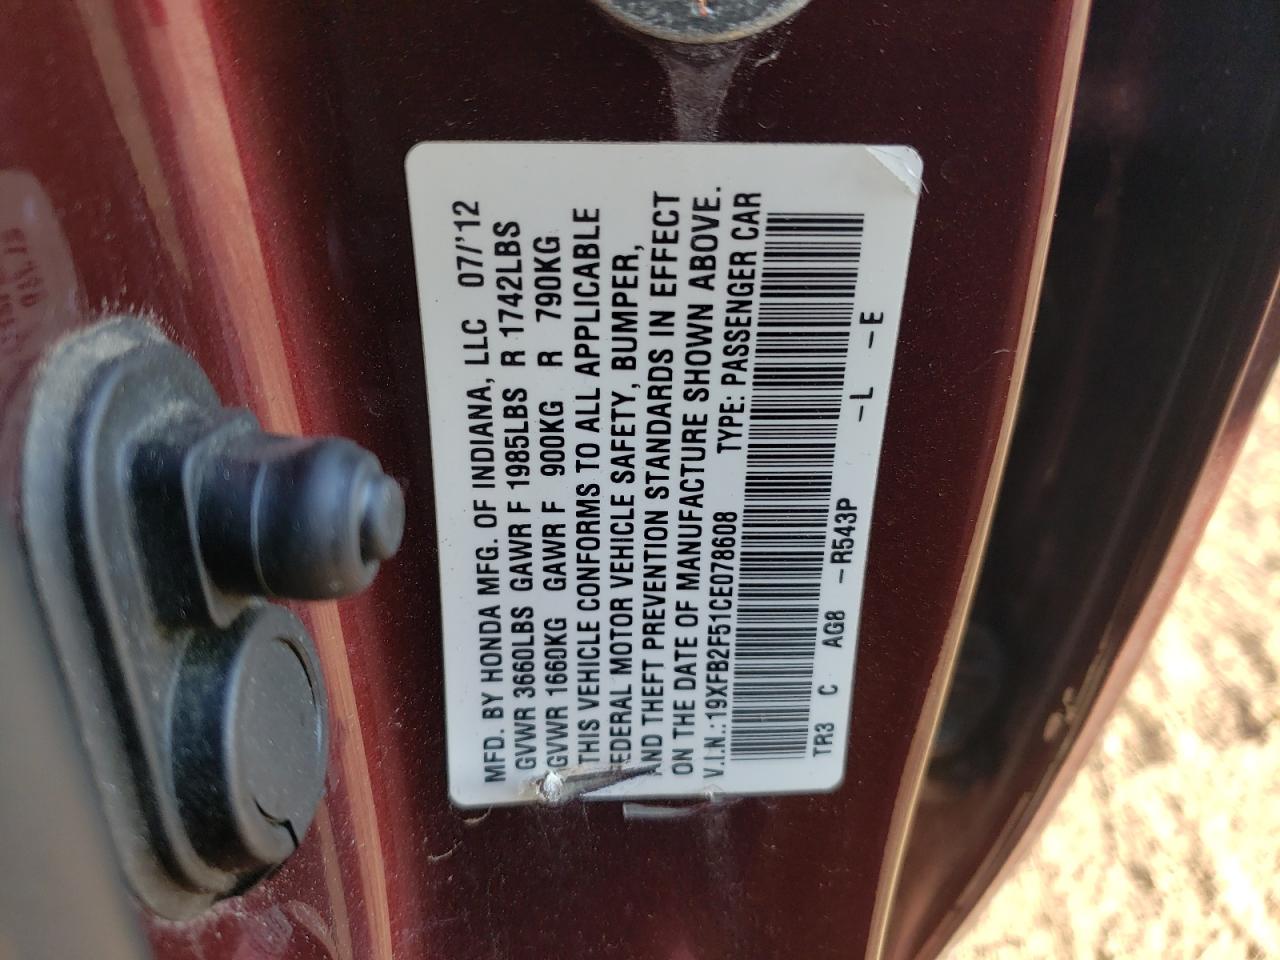 MFD. BY HONDA MFG. OF INDIANA, LLC 07/'12
GVWR 3660LBS GAWR F 1985LBS R 1742LBS
GVWR 1660KG GAWR F 900KG R 790KG
THIS VEHICLE CONFORMS TO ALL APPLICABLE
FEDERAL MOTOR VEHICLE SAFETY, BUMPER,
AND THEFT PREVENTION STANDARDS IN EFFECT
ON THE DATE OF MANUFACTURE SHOWN ABOVE.
V.I.N.:19XFB2F51CE078608 TYPE: PASSENGER CAR
TR3 C AG8 -R543P -L -E